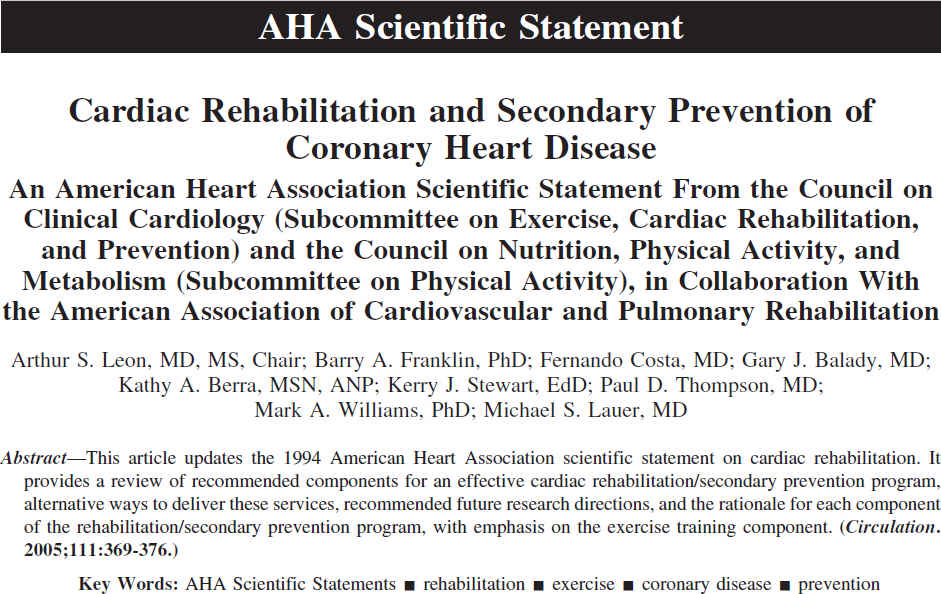 AHA Scientific Statement
Cardiac Rehabilitation and Secondary Prevention of
Coronary Heart Disease
An American Heart Association Scientific Statement From the Council on
Clinical Cardiology (Subcommittee on Exercise, Cardiac Rehabilitation,
and Prevention) and the Council on Nutrition, Physical Activity, and
Metabolism (Subcommittee on Physical Activity), in Collaboration With
the American Association of Cardiovascular and Pulmonary Rehabilitation
Arthur S. Leon, MD, MS, Chair; Barry A. Franklin, PhD; Fernando Costa, MD; Gary J. Balady, MD;
Kathy A. Berra, MSN, ANP; Kerry J. Stewart, EdD; Paul D. Thompson, MD;
Mark A. Williams, PhD; Michael S. Lauer, MD
Abstract—This article updates the 1994 American Heart Association scientific statement on cardiac rehabilitation. It
provides a review of recommended components for an effective cardiac rehabilitation/secondary prevention program,
alternative ways to deliver these services, recommended future research directions, and the rationale for each component
of the rehabilitation/secondary prevention program, with emphasis on the exercise training component. (Circulation.
2005;111:369-376.)
Key Words: AHA Scientific Statements ■ rehabilitation ■ exercise ■ coronary disease ■ prevention